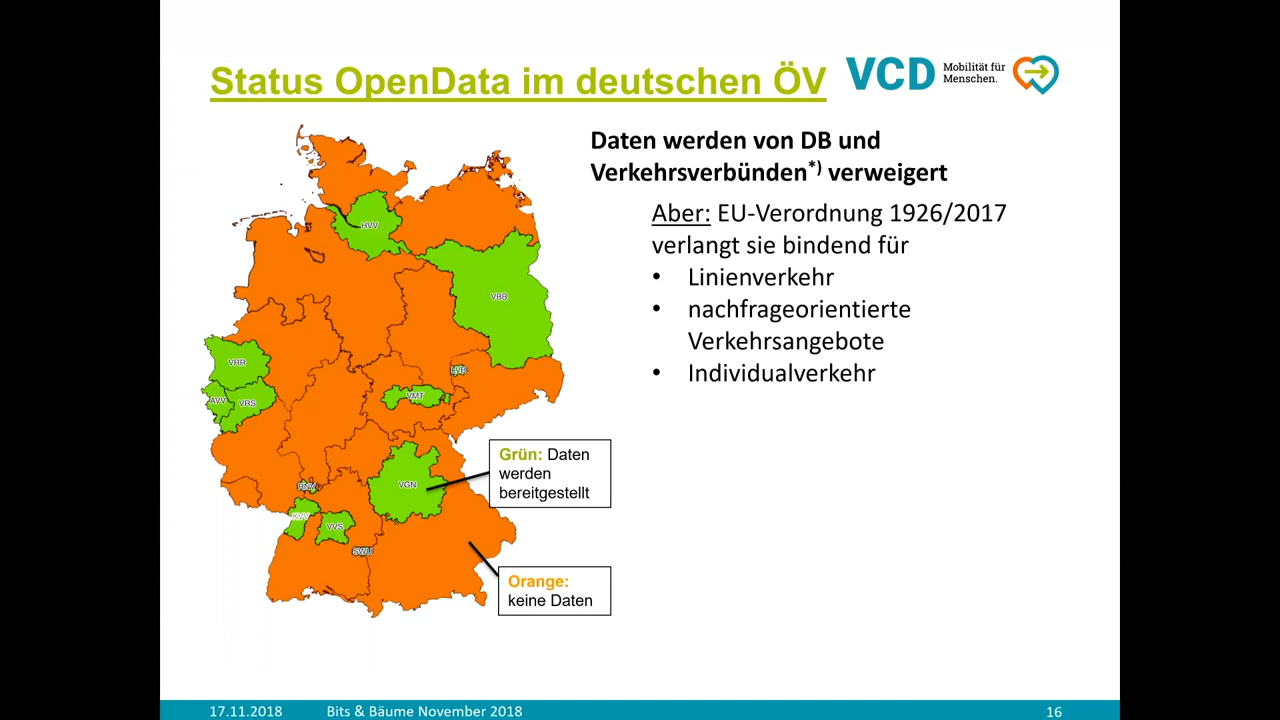 Status OpenData im deutschen ÖV
VCD
Mobilität für
Menschen.
Daten werden von DB und
Verkehrsverbünden*) verweigert
Aber: EU-Verordnung 1926/2017
verlangt sie bindend für
• Linienverkehr
• nachfrageorientierte
Verkehrsangebote
• Individualverkehr
HVV
VBB
VRR
LVB
VMT
AVV
VRS
VGN
RNV
KVV
VVS
SWU
Grün: Daten
werden
bereitgestellt
Orange:
keine Daten
17.11.2018
Bits & Bäume November 2018
16